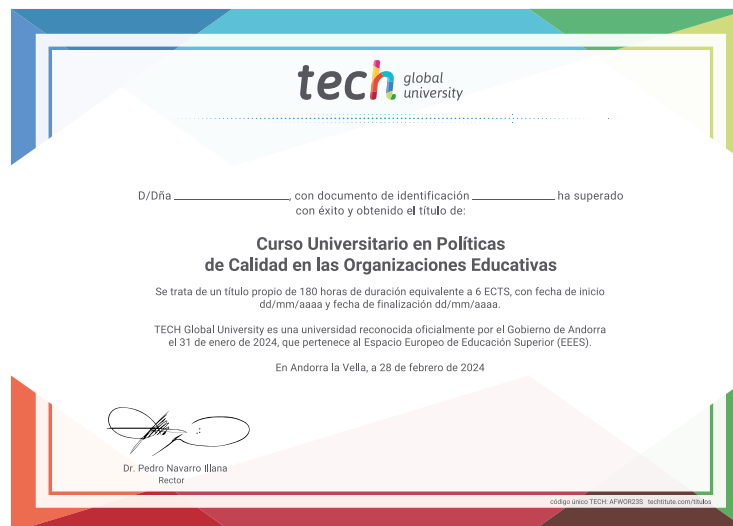 tech global university
D/Dña ____________________, con documento de identificación ______________ ha superado
con éxito y obtenido el título de:
Curso Universitario en Políticas
de Calidad en las Organizaciones Educativas
Se trata de un título propio de 180 horas de duración equivalente a 6 ECTS, con fecha de inicio
dd/mm/aaaa y fecha de finalización dd/mm/aaaa.
TECH Global University es una universidad reconocida oficialmente por el Gobierno de Andorra
el 31 de enero de 2024, que pertenece al Espacio Europeo de Educación Superior (EEES).
En Andorra la Vella, a 28 de febrero de 2024
Dr. Pedro Navarro Illana
Rector
código único TECH: AFWOR23S techtitute.com/titulos